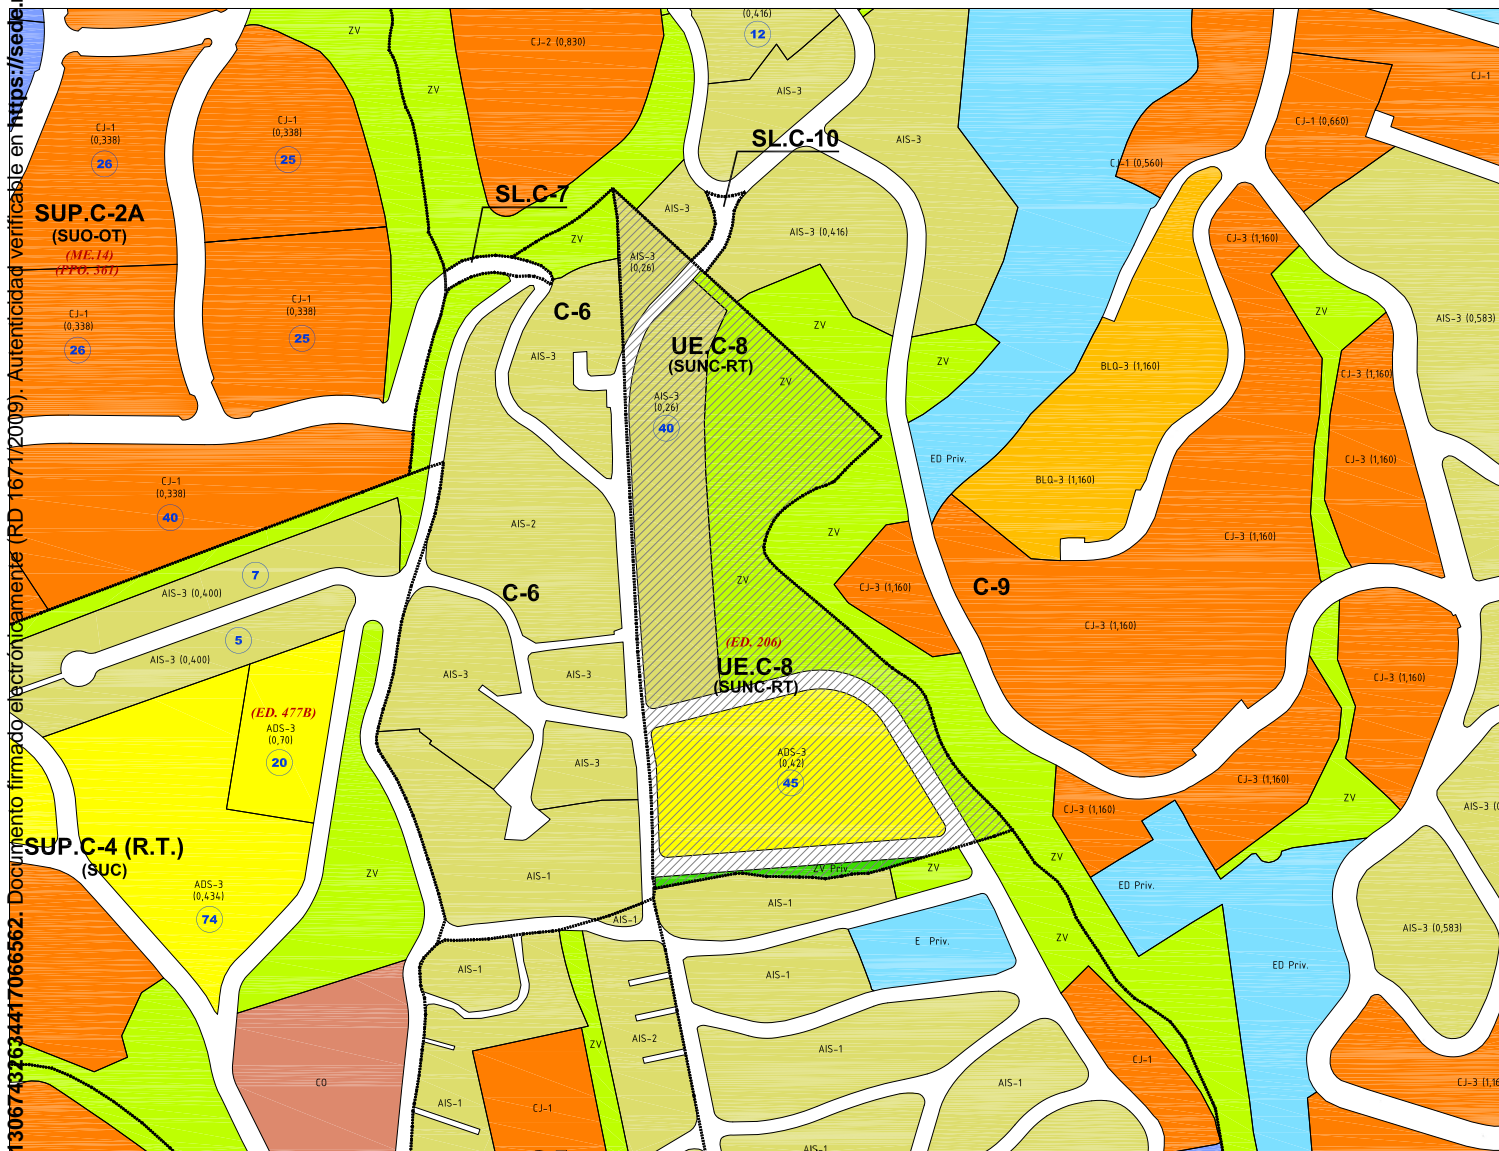 130674326344170665​62. Documento firmado electrónicamente (RD 1671/2009). Autenticidad verificable en https://sede.
ZV
CJ-2 (0,830)
(0,416)
12
CJ-1
ZV
AIS-3
CJ-1
(0,338)
26
CJ-1
(0,338)
25
SL.C-10
AIS-3
CJ-1 (0,660)
CJ-1 (0,560)
SL.C-7
SUP.C-2A
(SUO-OT)
(ME.14)
(PPO. 361)
AIS-3
ZV
AIS-3 (0,416)
CJ-3 (1,160)
AIS-3
(0,26)
CJ-1
(0,338)
25
C-6
ZV
ZV
AIS-3 (0,583)
CJ-1
(0,338)
26
AIS-3
UE.C-8
(SUNC-RT)
ZV
ZV
BLQ-3 (1,160)
CJ-3 (1,160)
AIS-3
(0,26)
40
ED Priv.
CJ-3 (1,160)
CJ-1
(0,338)
40
BLQ-3 (1,160)
AIS-2
ZV
CJ-3 (1,160)
7
AIS-3 (0,400)
C-6
ZV
CJ-3 (1,160)
C-9
CJ-3 (1,160)
5
AIS-3 (0,400)
(ED. 206)
UE.C-8
(SUNC-RT)
AIS-3
AIS-3
CJ-3 (1,160)
(ED. 477B)
ADS-3
(0,70)
20
AIS-3
ADS-3
(0,42)
45
CJ-3 (1,160)
ZV
CJ-3 (1,160)
AIS-3 (0
SUP.C-4 (R.T.)
(SUC)
ZV
AIS-1
ZV Priv.
ZV
ZV
ED Priv.
ADS-3
(0,434)
74
AIS-1
AIS-1
E Priv.
ZV
AIS-3 (0,583)
AIS-1
AIS-1
ED Priv.
AIS-2
ZV
AIS-1
CJ-1
CO
AIS-1
CJ-3 (1,16
AIS-1
CJ-1
AIS-1